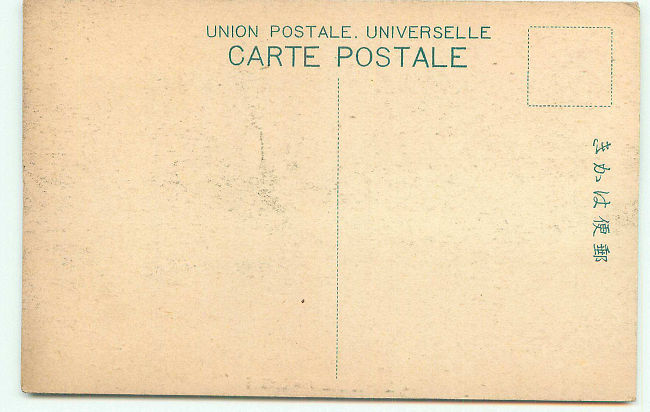 UNION POSTALE. UNIVERSELLE
CARTE POSTALE
きかは便郵